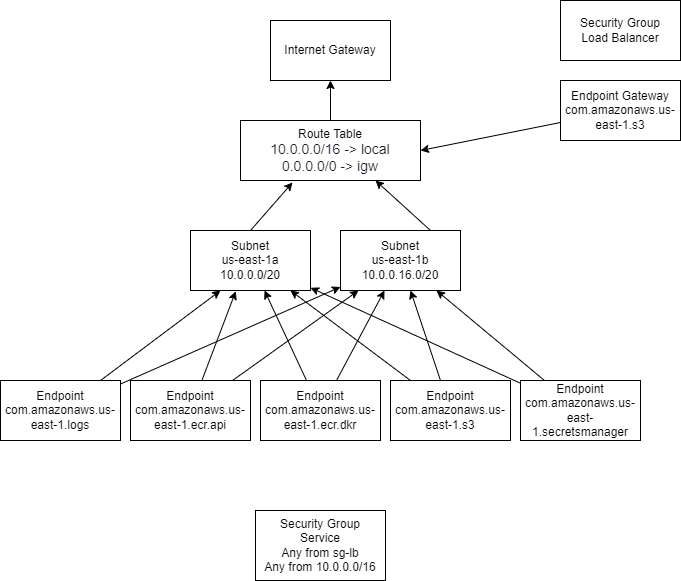 Internet Gateway
Security Group
Load Balancer
Endpoint Gateway
com.amazonaws.us-
east-1.s3
Route Table
10.0.0.0/16 -> local
0.0.0.0/0 -> igw
Subnet
us-east-1a
10.0.0.0/20
Subnet
us-east-1b
10.0.0.16.0/20
Endpoint
com.amazonaws.us-
east-1.logs
Endpoint
com.amazonaws.us-
east-1.ecr.api
Endpoint
com.amazonaws.us-
east-1.ecr.dkr
Endpoint
com.amazonaws.us-
east-1.s3
Endpoint
com.amazonaws.us-
east-
1.secretsmanager
Security Group
Service
Any from sg-lb
Any from 10.0.0.0/16